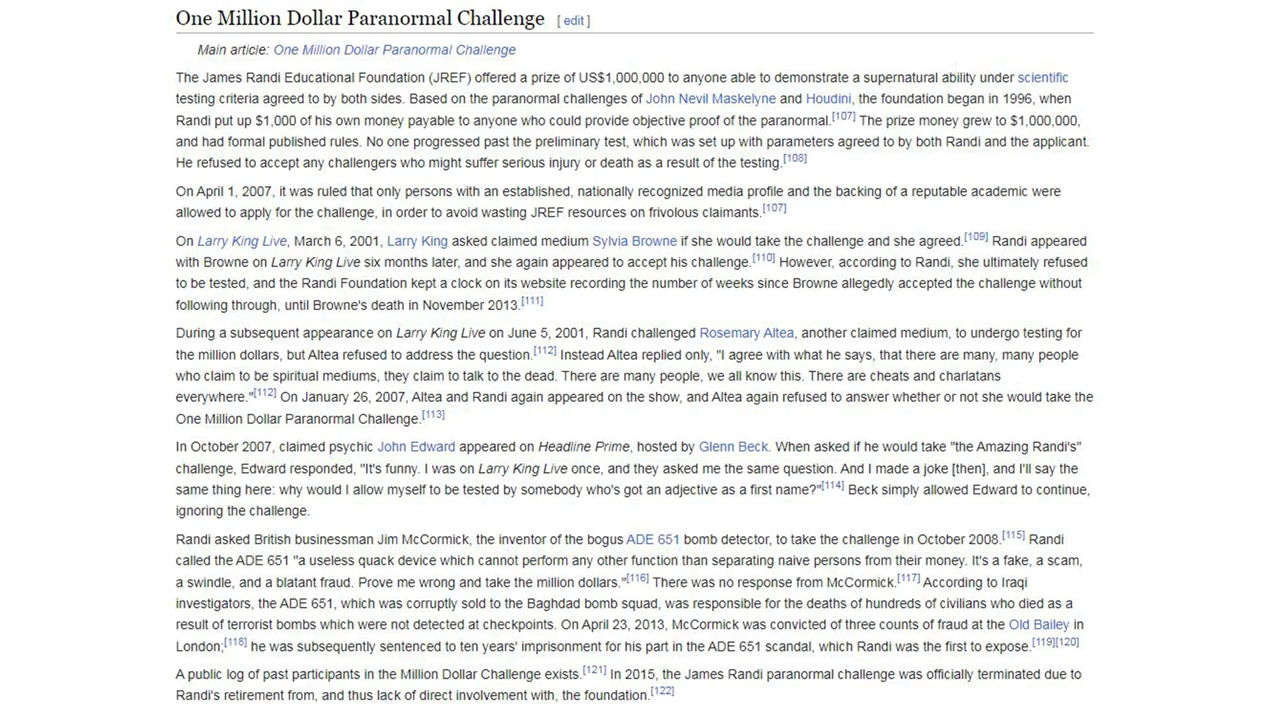 One Million Dollar Paranormal Challenge [ edit ]
Main article: One Million Dollar Paranormal Challenge
The James Randi Educational Foundation (JREF) offered a prize of US$1,000,000 to anyone able to demonstrate a supernatural ability under scientific
testing criteria agreed to by both sides. Based on the paranormal challenges of John Nevil Maskelyne and Houdini, the foundation began in 1996, when
Randi put up $1,000 of his own money payable to anyone who could provide objective proof of the paranormal.[107] The prize money grew to $1,000,000,
and had formal published rules. No one progressed past the preliminary test, which was set up with parameters agreed to by both Randi and the applicant.
He refused to accept any challengers who might suffer serious injury or death as a result of the testing.[108]
On April 1, 2007, it was ruled that only persons with an established, nationally recognized media profile and the backing of a reputable academic were
allowed to apply for the challenge, in order to avoid wasting JREF resources on frivolous claimants.[107]
On Larry King Live, March 6, 2001, Larry King asked claimed medium Sylvia Browne if she would take the challenge and she agreed.[109] Randi appeared
with Browne on Larry King Live six months later, and she again appeared to accept his challenge.[110] However, according to Randi, she ultimately refused
to be tested, and the Randi Foundation kept a clock on its website recording the number of weeks since Browne allegedly accepted the challenge without
following through, until Browne's death in November 2013.[111]
During a subsequent appearance on Larry King Live on June 5, 2001, Randi challenged Rosemary Altea, another claimed medium, to undergo testing for
the million dollars, but Altea refused to address the question.[112] Instead Altea replied only, "I agree with what he says, that there are many, many people
who claim to be spiritual mediums, they claim to talk to the dead. There are many people, we all know this. There are cheats and charlatans
everywhere."[112] On January 26, 2007, Altea and Randi again appeared on the show, and Altea again refused to answer whether or not she would take the
One Million Dollar Paranormal Challenge.[113]
In October 2007, claimed psychic John Edward appeared on Headline Prime, hosted by Glenn Beck. When asked if he would take "the Amazing Randi's"
challenge, Edward responded, "It's funny. I was on Larry King Live once, and they asked me the same question. And I made a joke [then], and I'll say the
same thing here: why would I allow myself to be tested by somebody who's got an adjective as a first name?"[114] Beck simply allowed Edward to continue,
ignoring the challenge.
Randi asked British businessman Jim McCormick, the inventor of the bogus ADE 651 bomb detector, to take the challenge in October 2008.[115] Randi
called the ADE 651 "a useless quack device which cannot perform any other function than separating naive persons from their money. It's a fake, a scam,
a swindle, and a blatant fraud. Prove me wrong and take the million dollars."[116] There was no response from McCormick.[117] According to Iraqi
investigators, the ADE 651, which was corruptly sold to the Baghdad bomb squad, was responsible for the deaths of hundreds of civilians who died as a
result of terrorist bombs which were not detected at checkpoints. On April 23, 2013, McCormick was convicted of three counts of fraud at the Old Bailey in
London;[118] he was subsequently sentenced to ten years' imprisonment for his part in the ADE 651 scandal, which Randi was the first to expose.[119][120]
A public log of past participants in the Million Dollar Challenge exists.[121] In 2015, the James Randi paranormal challenge was officially terminated due to
Randi's retirement from, and thus lack of direct involvement with, the foundation.[122]